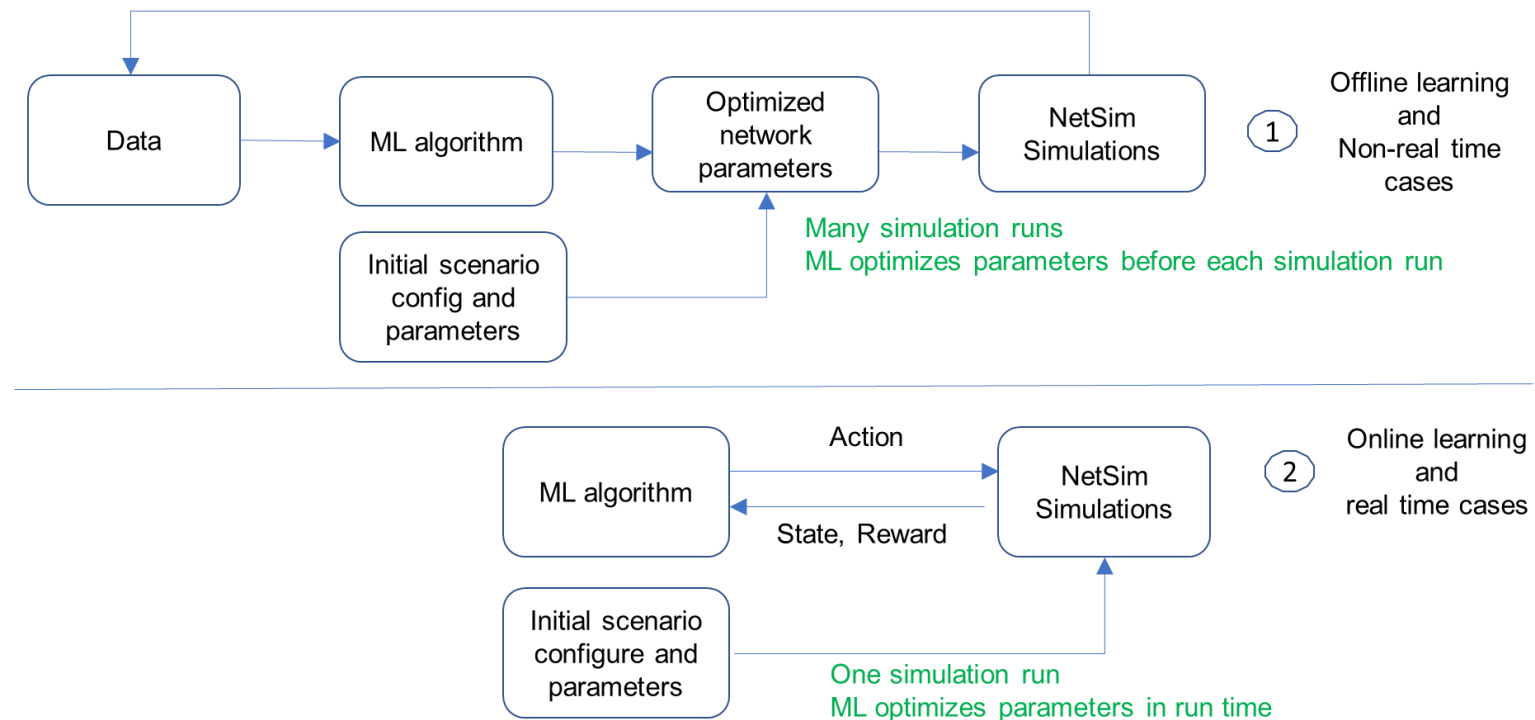 Data
ML algorithm
Optimized
network
parameters
NetSim
Simulations
1
Offline learning
and
Non-real time
cases
Initial scenario
config and
parameters
Many simulation runs
ML optimizes parameters before each simulation run
ML algorithm
Action
State, Reward
NetSim
Simulations
2
Online learning
and
real time cases
Initial scenario
configure and
parameters
One simulation run
ML optimizes parameters in run time